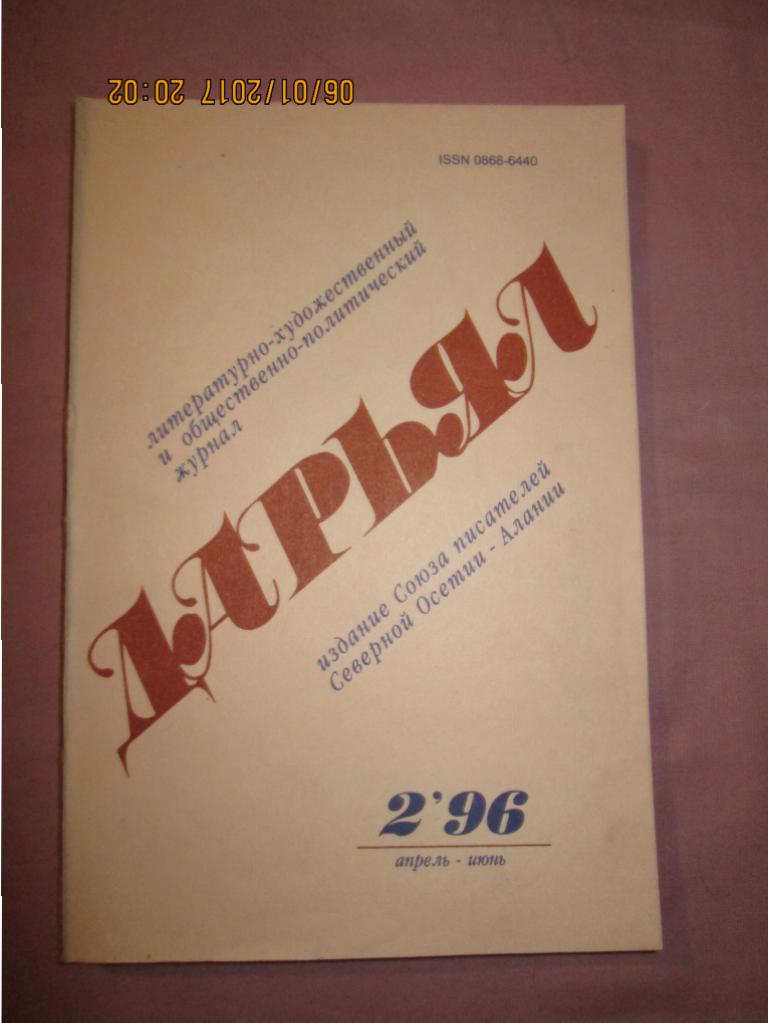 06/01/2017 20:02
ISSN 0868-6440
литературно-художественный
и общественно-политический
журнал
ДАРЬЯЛ
издание Союза писателей
Северной Осетии - Алании
2'96
апрель - июнь